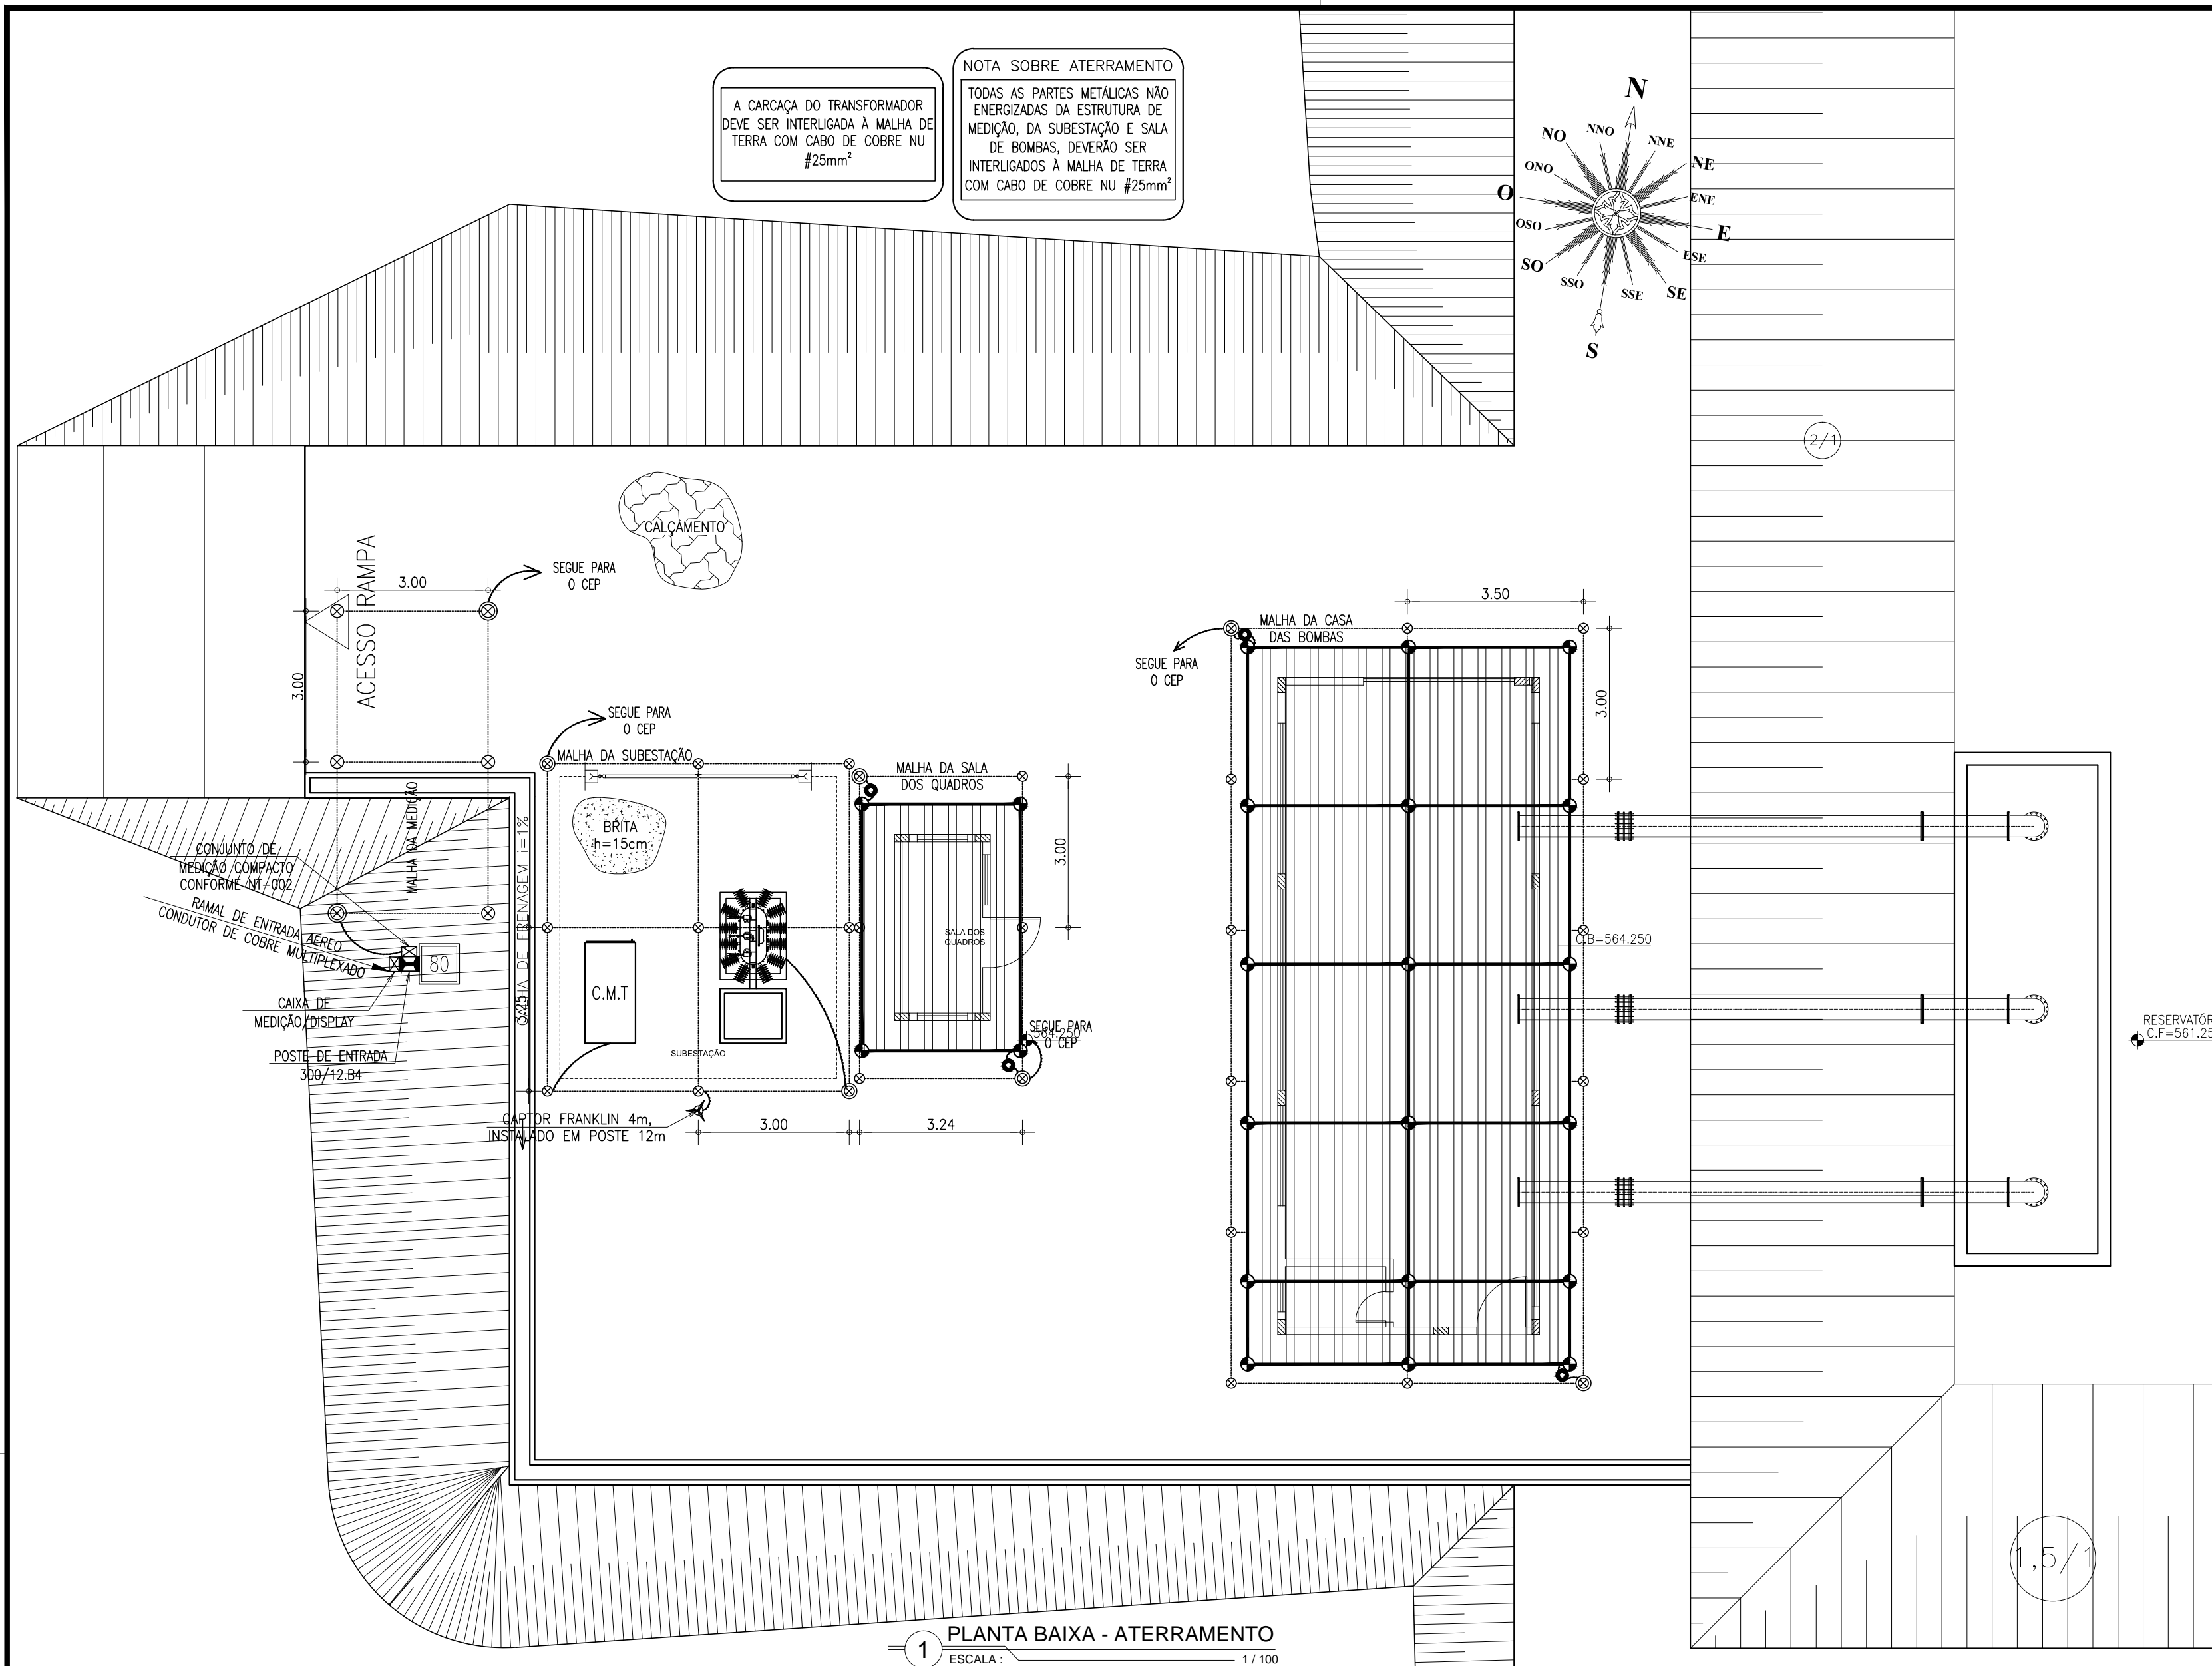 A CARCAÇA DO TRANSFORMADOR
DEVE SER INTERLIGADA À MALHA DE
TERRA COM CABO DE COBRE NU
#25mm²
NOTA SOBRE ATERRAMENTO
TODAS AS PARTES METÁLICAS NÃO
ENERGIZADAS DA ESTRUTURA DE
MEDIÇÃO, DA SUBESTAÇÃO E SALA
DE BOMBAS, DEVERÃO SER
INTERLIGADOS À MALHA DE TERRA
COM CABO DE COBRE NU #25mm²
N
NNO
NNE
NO
NE
ONO
ENE
O
E
OSO
ESE
SO
SE
SSO
SSE
S
2/1
CALÇAMENTO
ACESSO RAMPA
3.00
3.00
SEGUE PARA
O CEP
SEGUE PARA
O CEP
MALHA DA SUBESTAÇÃO
MALHA DA SALA
DOS QUADROS
MALHA DA CASA
DAS BOMBAS
3.50
3.00
SEGUE PARA
O CEP
MALHA DA MEDIÇÃO
BRITA
h=15cm
3.00
CONJUNTO DE
MEDIÇÃO COMPACTO
CONFORME NT-002
RAMAL DE ENTRADA AÉREO
CONDUTOR DE COBRE MULTIPLEXADO
80
CAIXA DE
MEDIÇÃO/DISPLAY
POSTE DE ENTRADA
300/12.B4
DE DRENAGEM i=1%
3.25
C.M.T
SUBESTAÇÃO
SALA DOS
QUADROS
SEGUE PARA
O CEP
564.250
C.B=564.250
CAPTOR FRANKLIN 4m,
INSTALADO EM POSTE 12m
3.00
3.24
RESERVATÓR
C.F=561.25
1,5/1
1
PLANTA BAIXA - ATERRAMENTO
ESCALA :
1 / 100